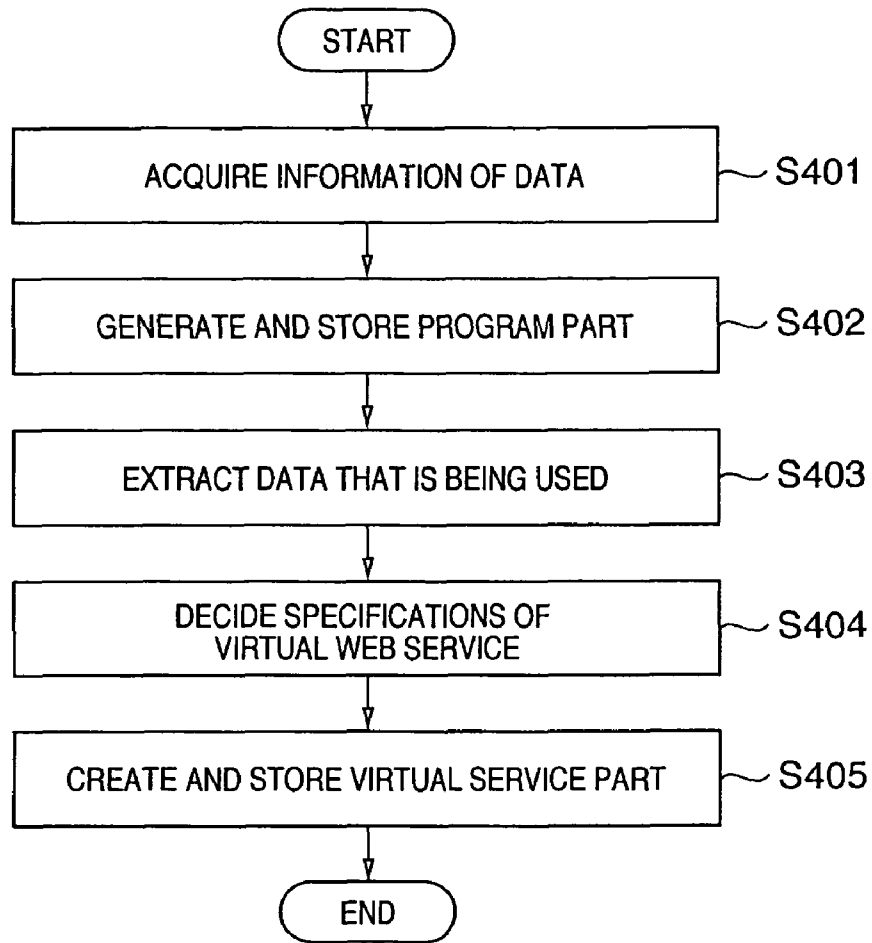 START
ACQUIRE INFORMATION OF DATA
S401
GENERATE AND STORE PROGRAM PART
S402
EXTRACT DATA THAT IS BEING USED
S403
DECIDE SPECIFICATIONS OF
VIRTUAL WEB SERVICE
S404
CREATE AND STORE VIRTUAL SERVICE PART
S405
END